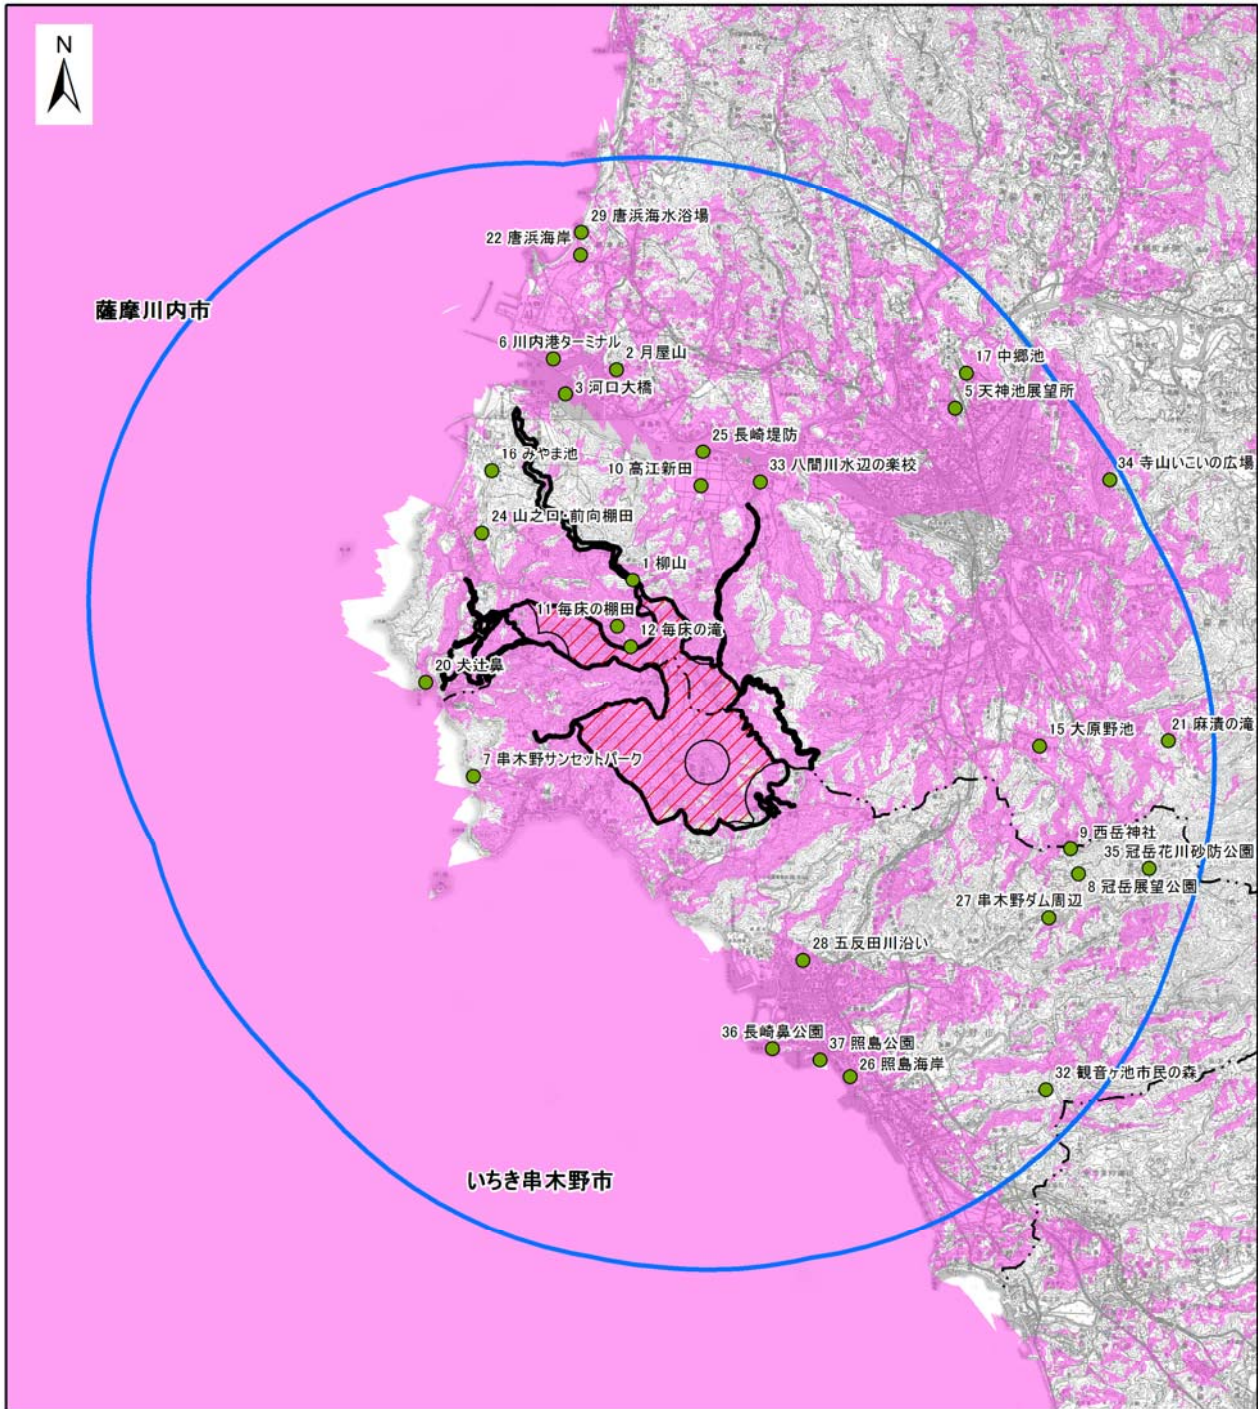 N
29 唐浜海水浴場
22 唐浜海岸
薩摩川内市
6 川内港ターミナル
2 月屋山
17 中郷池
3 河口大橋
5 天神池展望所
25 長崎堤防
16 みやま池
10 高江新田
33 八間川水辺の楽校
34 寺山いこいの広場
24 山之口・前向棚田
1 柳山
11 毎床の棚田
12 毎床の滝
20 犬辻鼻
15 大原野池
21 麻漬の滝
7 串木野サンセットパーク
9 西岳神社
35 冠岳花川砂防公園
8 冠岳展望公園
27 串木野ダム周辺
28 五反田川沿い
36 長崎鼻公園
37 照島公園
26 照島海岸
32 観音ヶ池市民の森
いちき串木野市